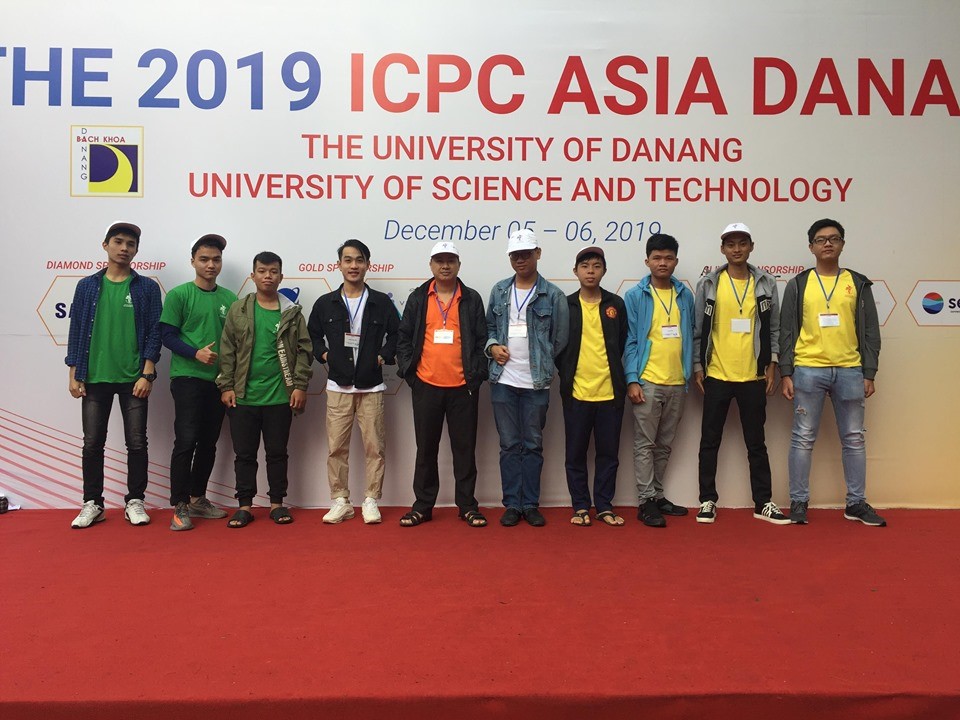 THE 2019 ICPC ASIA DANA
DANANG
BACH KHOA
THE UNIVERSITY OF DANANG
UNIVERSITY OF SCIENCE AND TECHNOLOGY
December 05 – 06, 2019
DIAMOND SPONSORSHIP
GOLD SPONSORSHIP